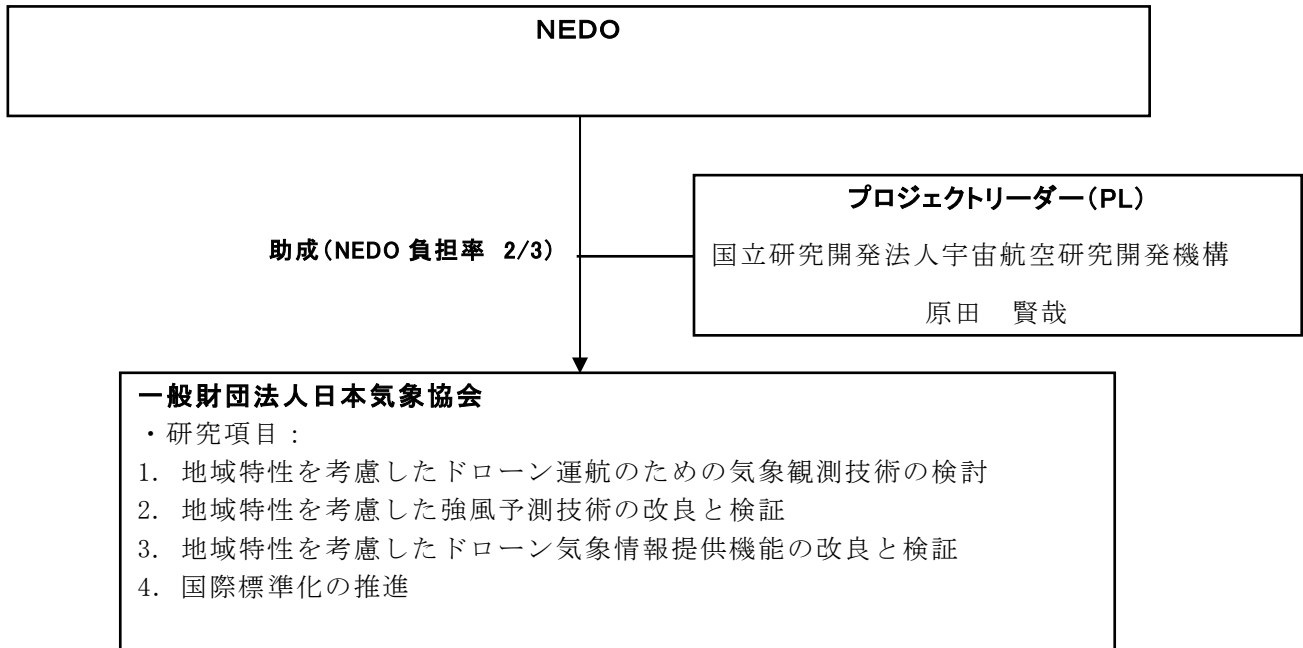 NEDO
プロジェクトリーダー(PL)
助成(NEDO 負担率 2/3)
国立研究開発法人宇宙航空研究開発機構
原田 賢哉
一般財団法人日本気象協会
・研究項目:
1. 地域特性を考慮したドローン運航のための気象観測技術の検討
2. 地域特性を考慮した強風予測技術の改良と検証
3. 地域特性を考慮したドローン気象情報提供機能の改良と検証
4. 国際標準化の推進